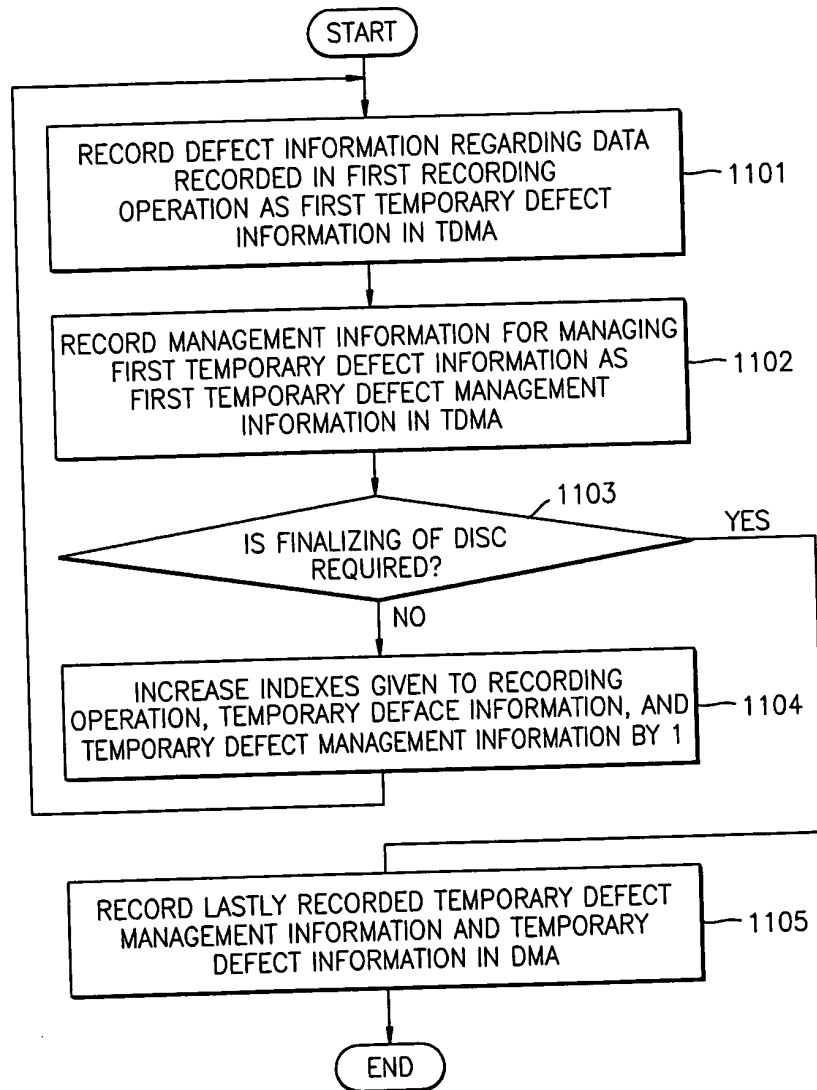 START
RECORD DEFECT INFORMATION REGARDING DATA
RECORDED IN FIRST RECORDING
OPERATION AS FIRST TEMPORARY DEFECT
INFORMATION IN TDMA
1101
RECORD MANAGEMENT INFORMATION FOR MANAGING
FIRST TEMPORARY DEFECT INFORMATION AS
FIRST TEMPORARY DEFECT MANAGEMENT
INFORMATION IN TDMA
1102
1103
IS FINALIZING OF DISC
REQUIRED?
YES
NO
INCREASE INDEXES GIVEN TO RECORDING
OPERATION, TEMPORARY DEFACE INFORMATION, AND
TEMPORARY DEFECT MANAGEMENT INFORMATION BY 1
1104
RECORD LASTLY RECORDED TEMPORARY DEFECT
MANAGEMENT INFORMATION AND TEMPORARY
DEFECT INFORMATION IN DMA
1105
END